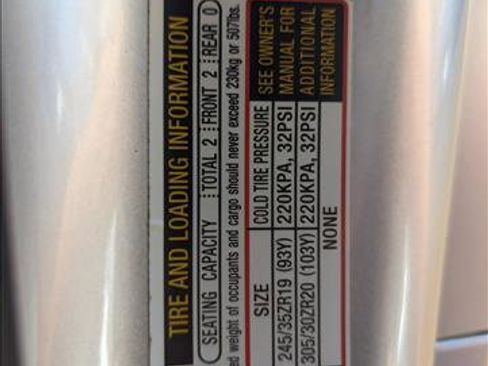 TIRE AND LOADING INFORMATION
SEATING CAPACITY TOTAL 2 FRONT 2 REAR 0
weight of occupants and cargo should never exceed 230kg or 507lbs.
SIZE COLD TIRE PRESSURE
245/35ZR19 (93Y) 220KPA, 32PSI
305/30ZR20 (103Y) 220KPA, 32PSI
NONE
SEE OWNER'S
MANUAL FOR
ADDITIONAL
INFORMATION